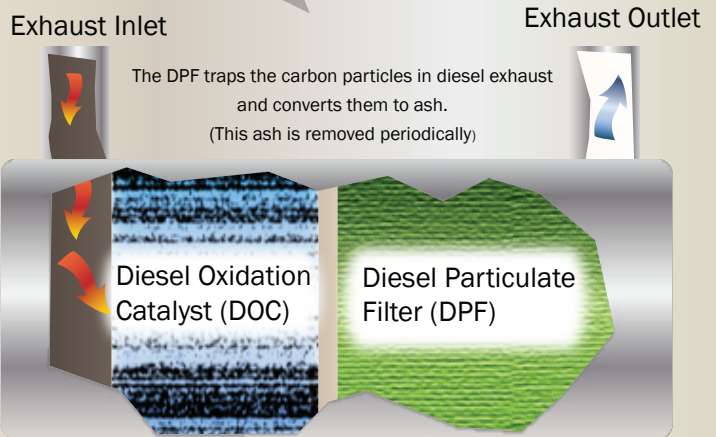 Exhaust Inlet
Exhaust Outlet
The DPF traps the carbon particles in diesel exhaust
and converts them to ash.
(This ash is removed periodically)
Diesel Oxidation
Catalyst (DOC)
Diesel Particulate
Filter (DPF)